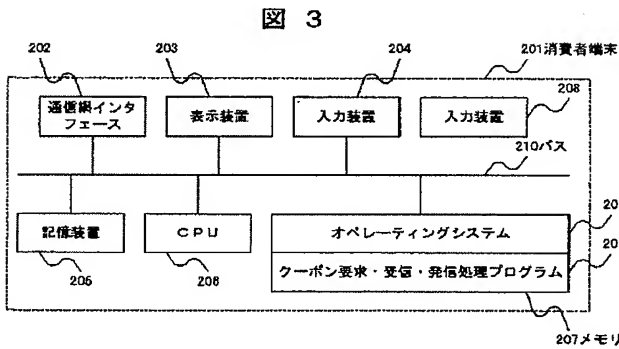 図 3
202
203
204
201消費者端末
通信網インタ
フェース
表示装置
入力装置
入力装置
208
210バス
記憶装置
CPU
オペレーティングシステム
20
クーポン要求・受信・発信処理プログラム
20
205
206
207メモリ